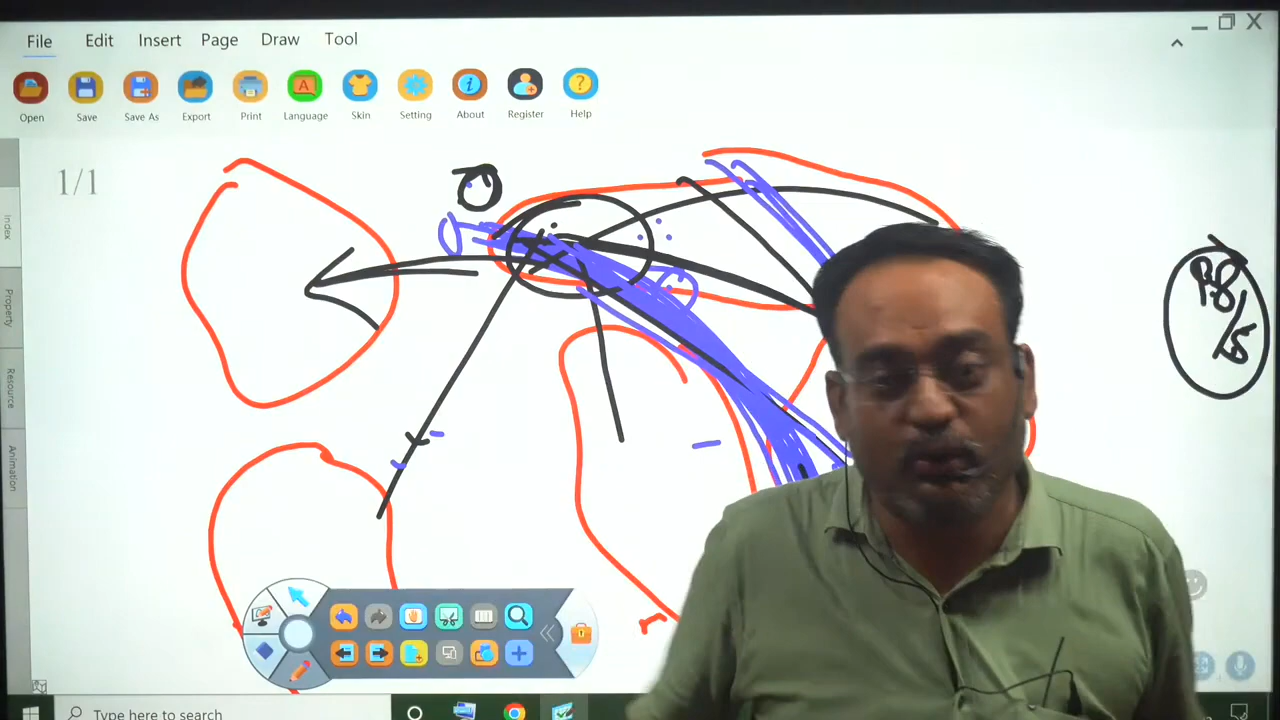 File Edit Insert Page Draw Tool
Open Save Save As Export Print Language Skin Setting About Register Help
1/1
Index
Property
Resource
Animation
Type here to search